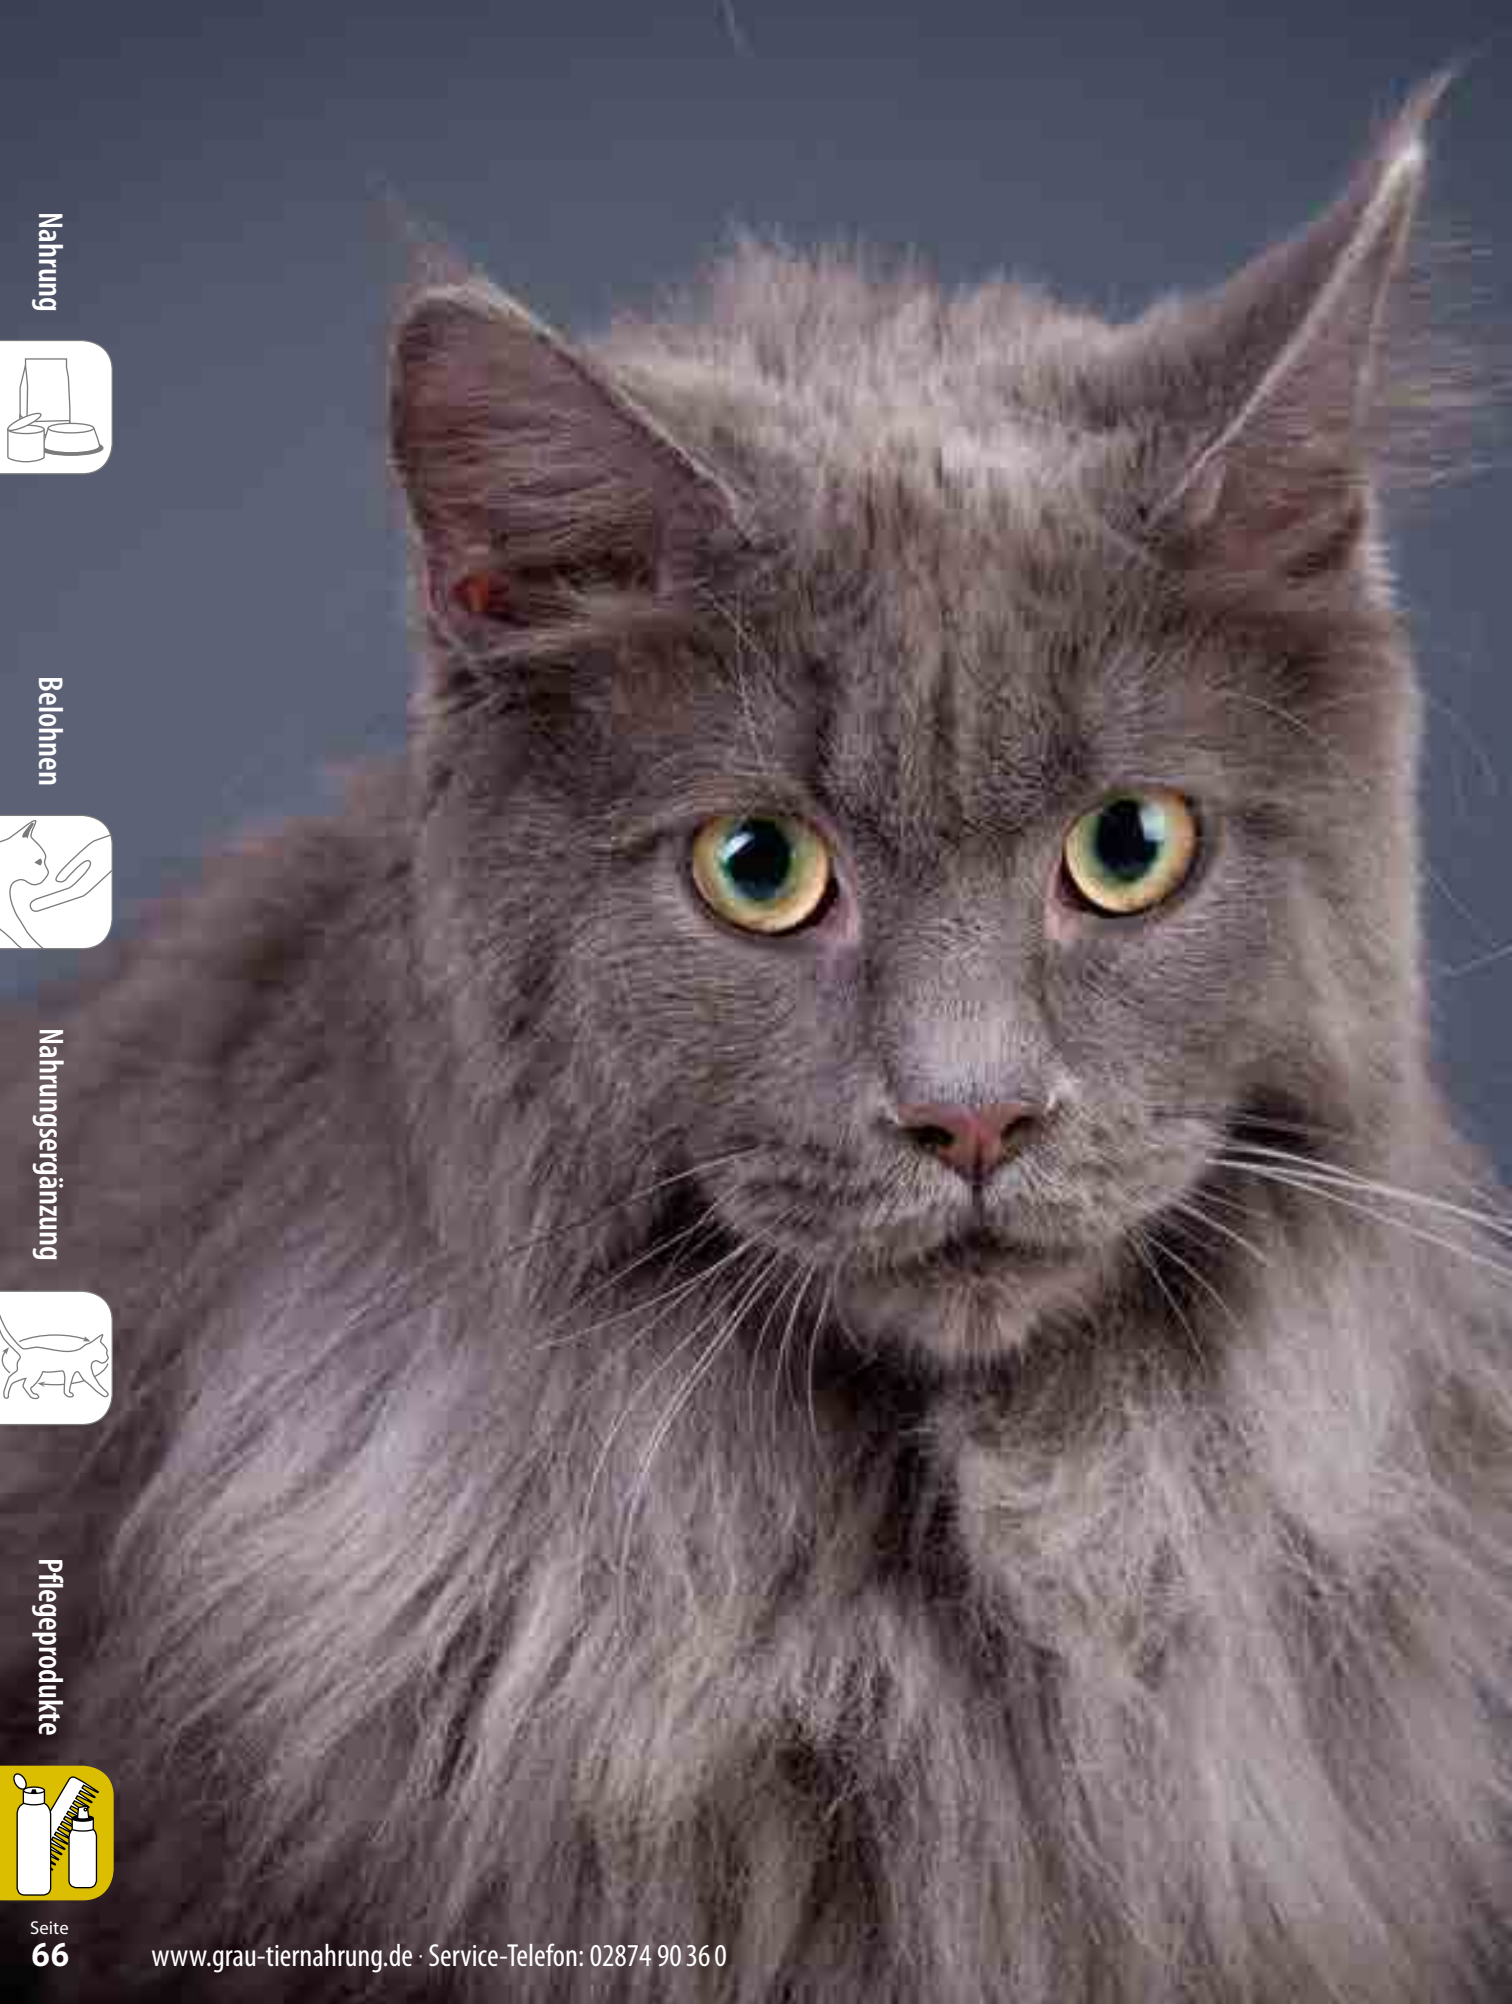 Nahrung
Belohnen
Nahrungsergänzung
Pflegeprodukte
Seite
66
www.grau-tiernahrung.de · Service-Telefon: 02874 90 36 0